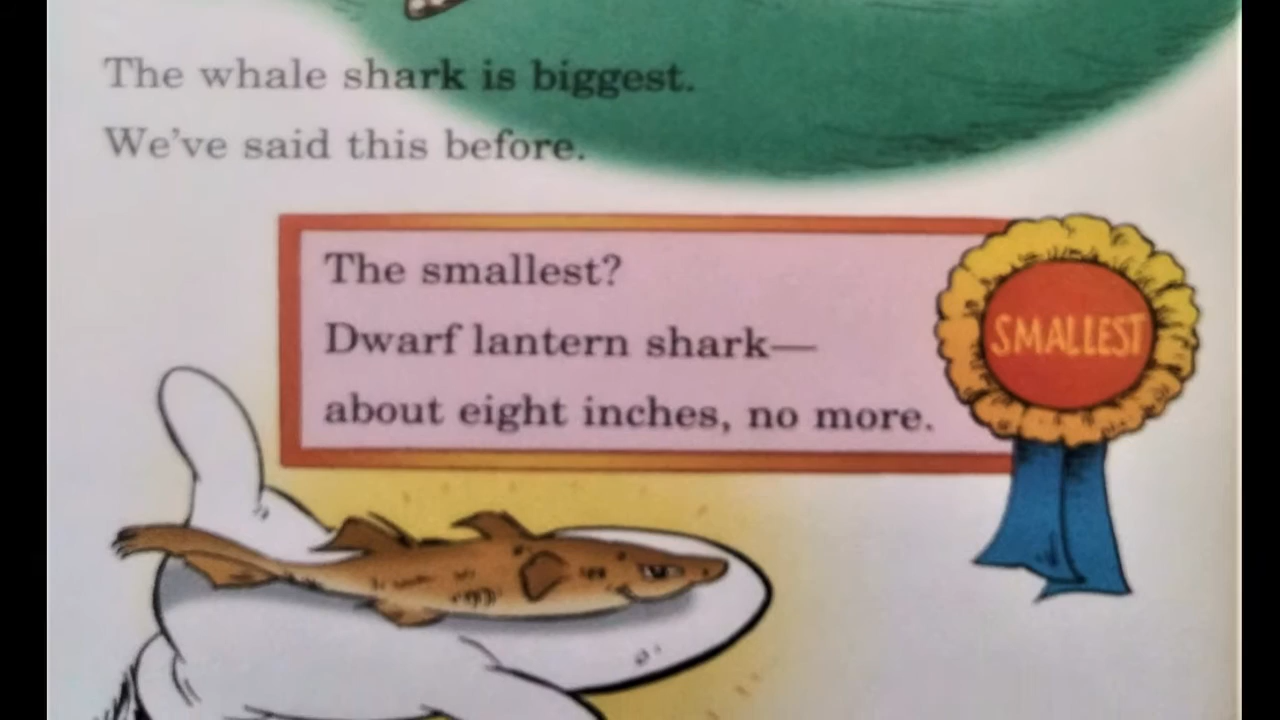 The whale shark is biggest.
We've said this before.
The smallest?
Dwarf lantern shark—
about eight inches, no more.
SMALLEST